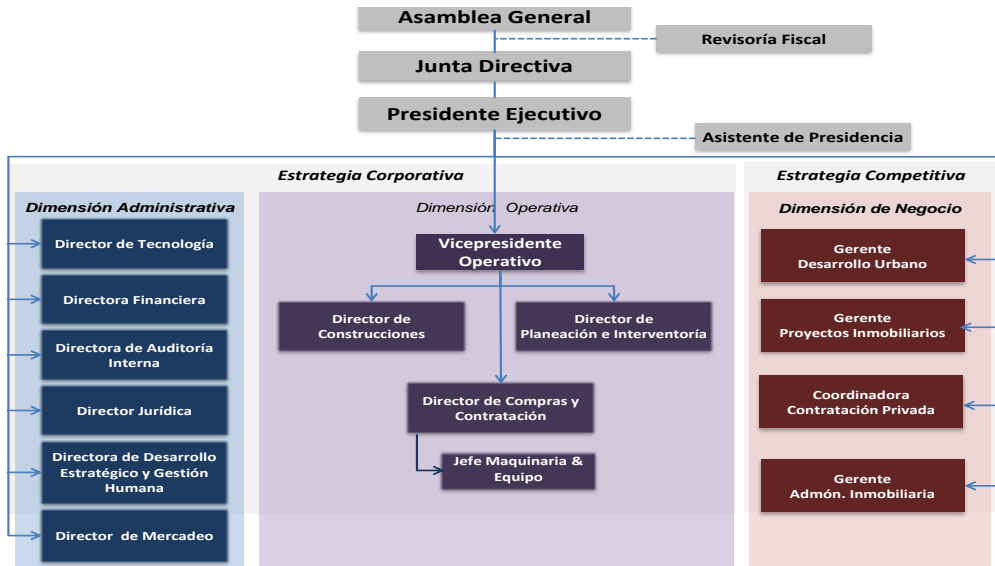 Asamblea General
Revisoría Fiscal
Junta Directiva
Presidente Ejecutivo
Asistente de Presidencia
Estrategia Corporativa
Estrategia Competitiva
Dimensión Administrativa
Dimensión Operativa
Dimensión de Negocio
Director de Tecnología
Directora Financiera
Directora de Auditoría
Interna
Director Jurídica
Directora de Desarrollo
Estratégico y Gestión
Humana
Director de Mercadeo
Vicepresidente
Operativo
Director de
Construcciones
Director de
Planeación e Interventoría
Director de Compras y
Contratación
Jefe Maquinaria &
Equipo
Gerente
Desarrollo Urbano
Gerente
Proyectos Inmobiliarios
Coordinadora
Contratación Privada
Gerente
Admón. Inmobiliaria